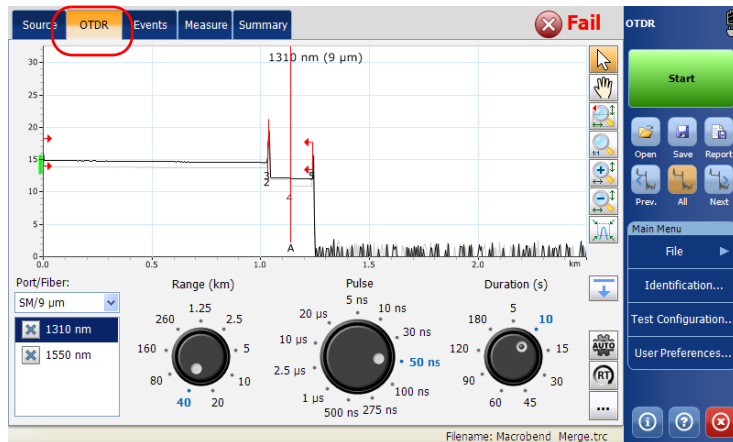 Source OTDR Events Measure Summary Fail
1310 nm (9 µm)
30
25
20
15
10
5
0
3
2
4
5
A
0.0 0.5 1.0 1.5 2.0 km
Port/Fiber:
SM/9 µm
1310 nm
1550 nm
Range (km)
1.25
260 2.5
160 5
80 10
40 20
Pulse
5 ns
20 µs 10 ns
10 µs 30 ns
2.5 µs 50 ns
1 µs 100 ns
500 ns 275 ns
Duration (s)
5
180 10
120 15
90 30
60 45
AUTO
RT
...
Filename: Macrobend Merge.trc
OTDR
Start
Open Save Report
Prev. All Next
Main Menu
File
Identification...
Test Configuration...
User Preferences...
1:1